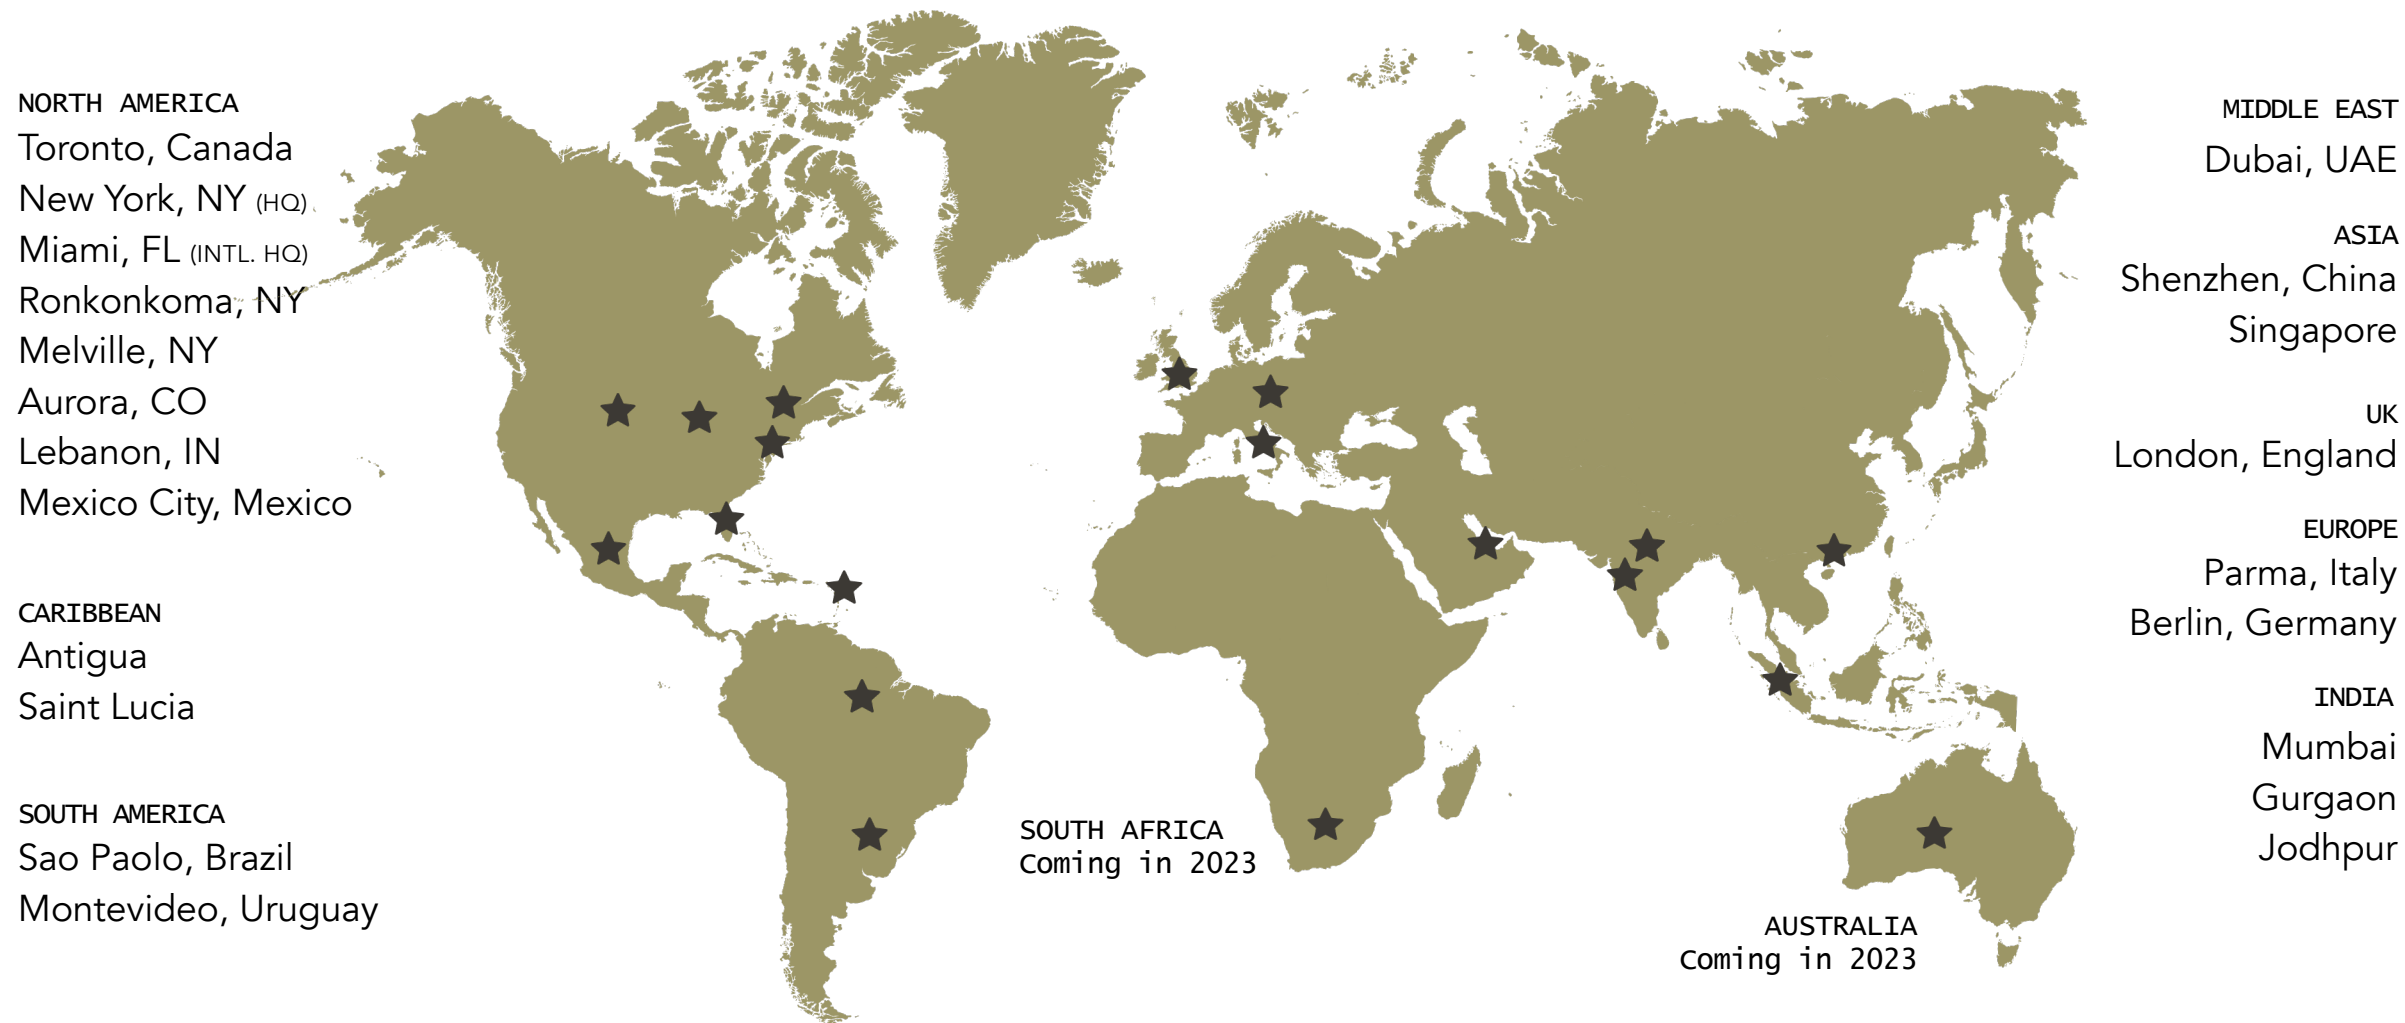 NORTH AMERICA
Toronto, Canada
New York, NY (HQ)
Miami, FL (INTL. HQ)
Ronkonkoma, NY
Melville, NY
Aurora, CO
Lebanon, IN
Mexico City, Mexico
CARIBBEAN
Antigua
Saint Lucia
SOUTH AMERICA
Sao Paolo, Brazil
Montevideo, Uruguay
SOUTH AFRICA
Coming in 2023
AUSTRALIA
Coming in 2023
MIDDLE EAST
Dubai, UAE
ASIA
Shenzhen, China
Singapore
UK
London, England
EUROPE
Parma, Italy
Berlin, Germany
INDIA
Mumbai
Gurgaon
Jodhpur